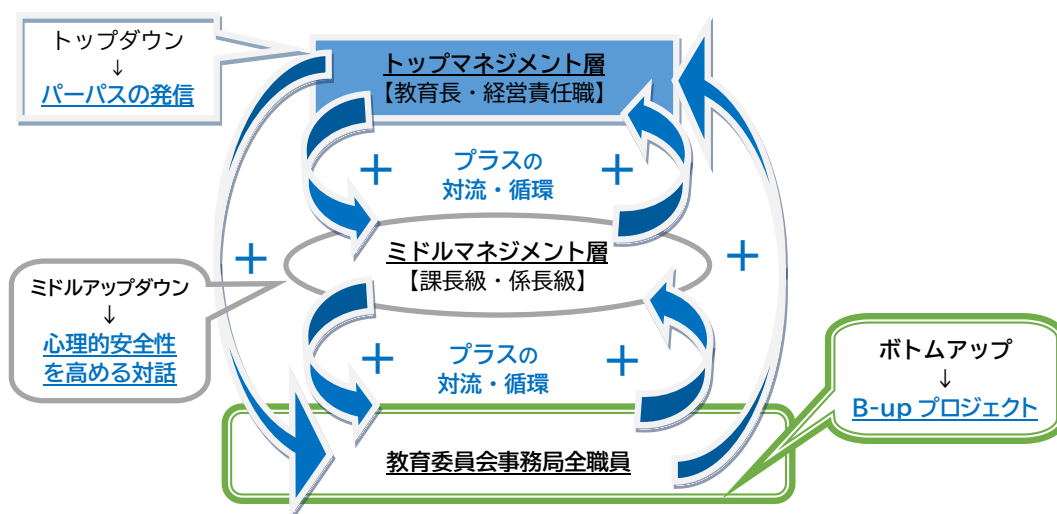 トップダウン
↓
パーパスの発信
トップマネジメント層
【教育長・経営責任職】
＋
プラスの
対流・循環
＋
＋
ミドルマネジメント層
【課長級・係長級】
＋
ミドルアップダウン
↓
心理的安全性
を高める対話
＋
プラスの
対流・循環
＋
ボトムアップ
↓
B-up プロジェクト
教育委員会事務局全職員